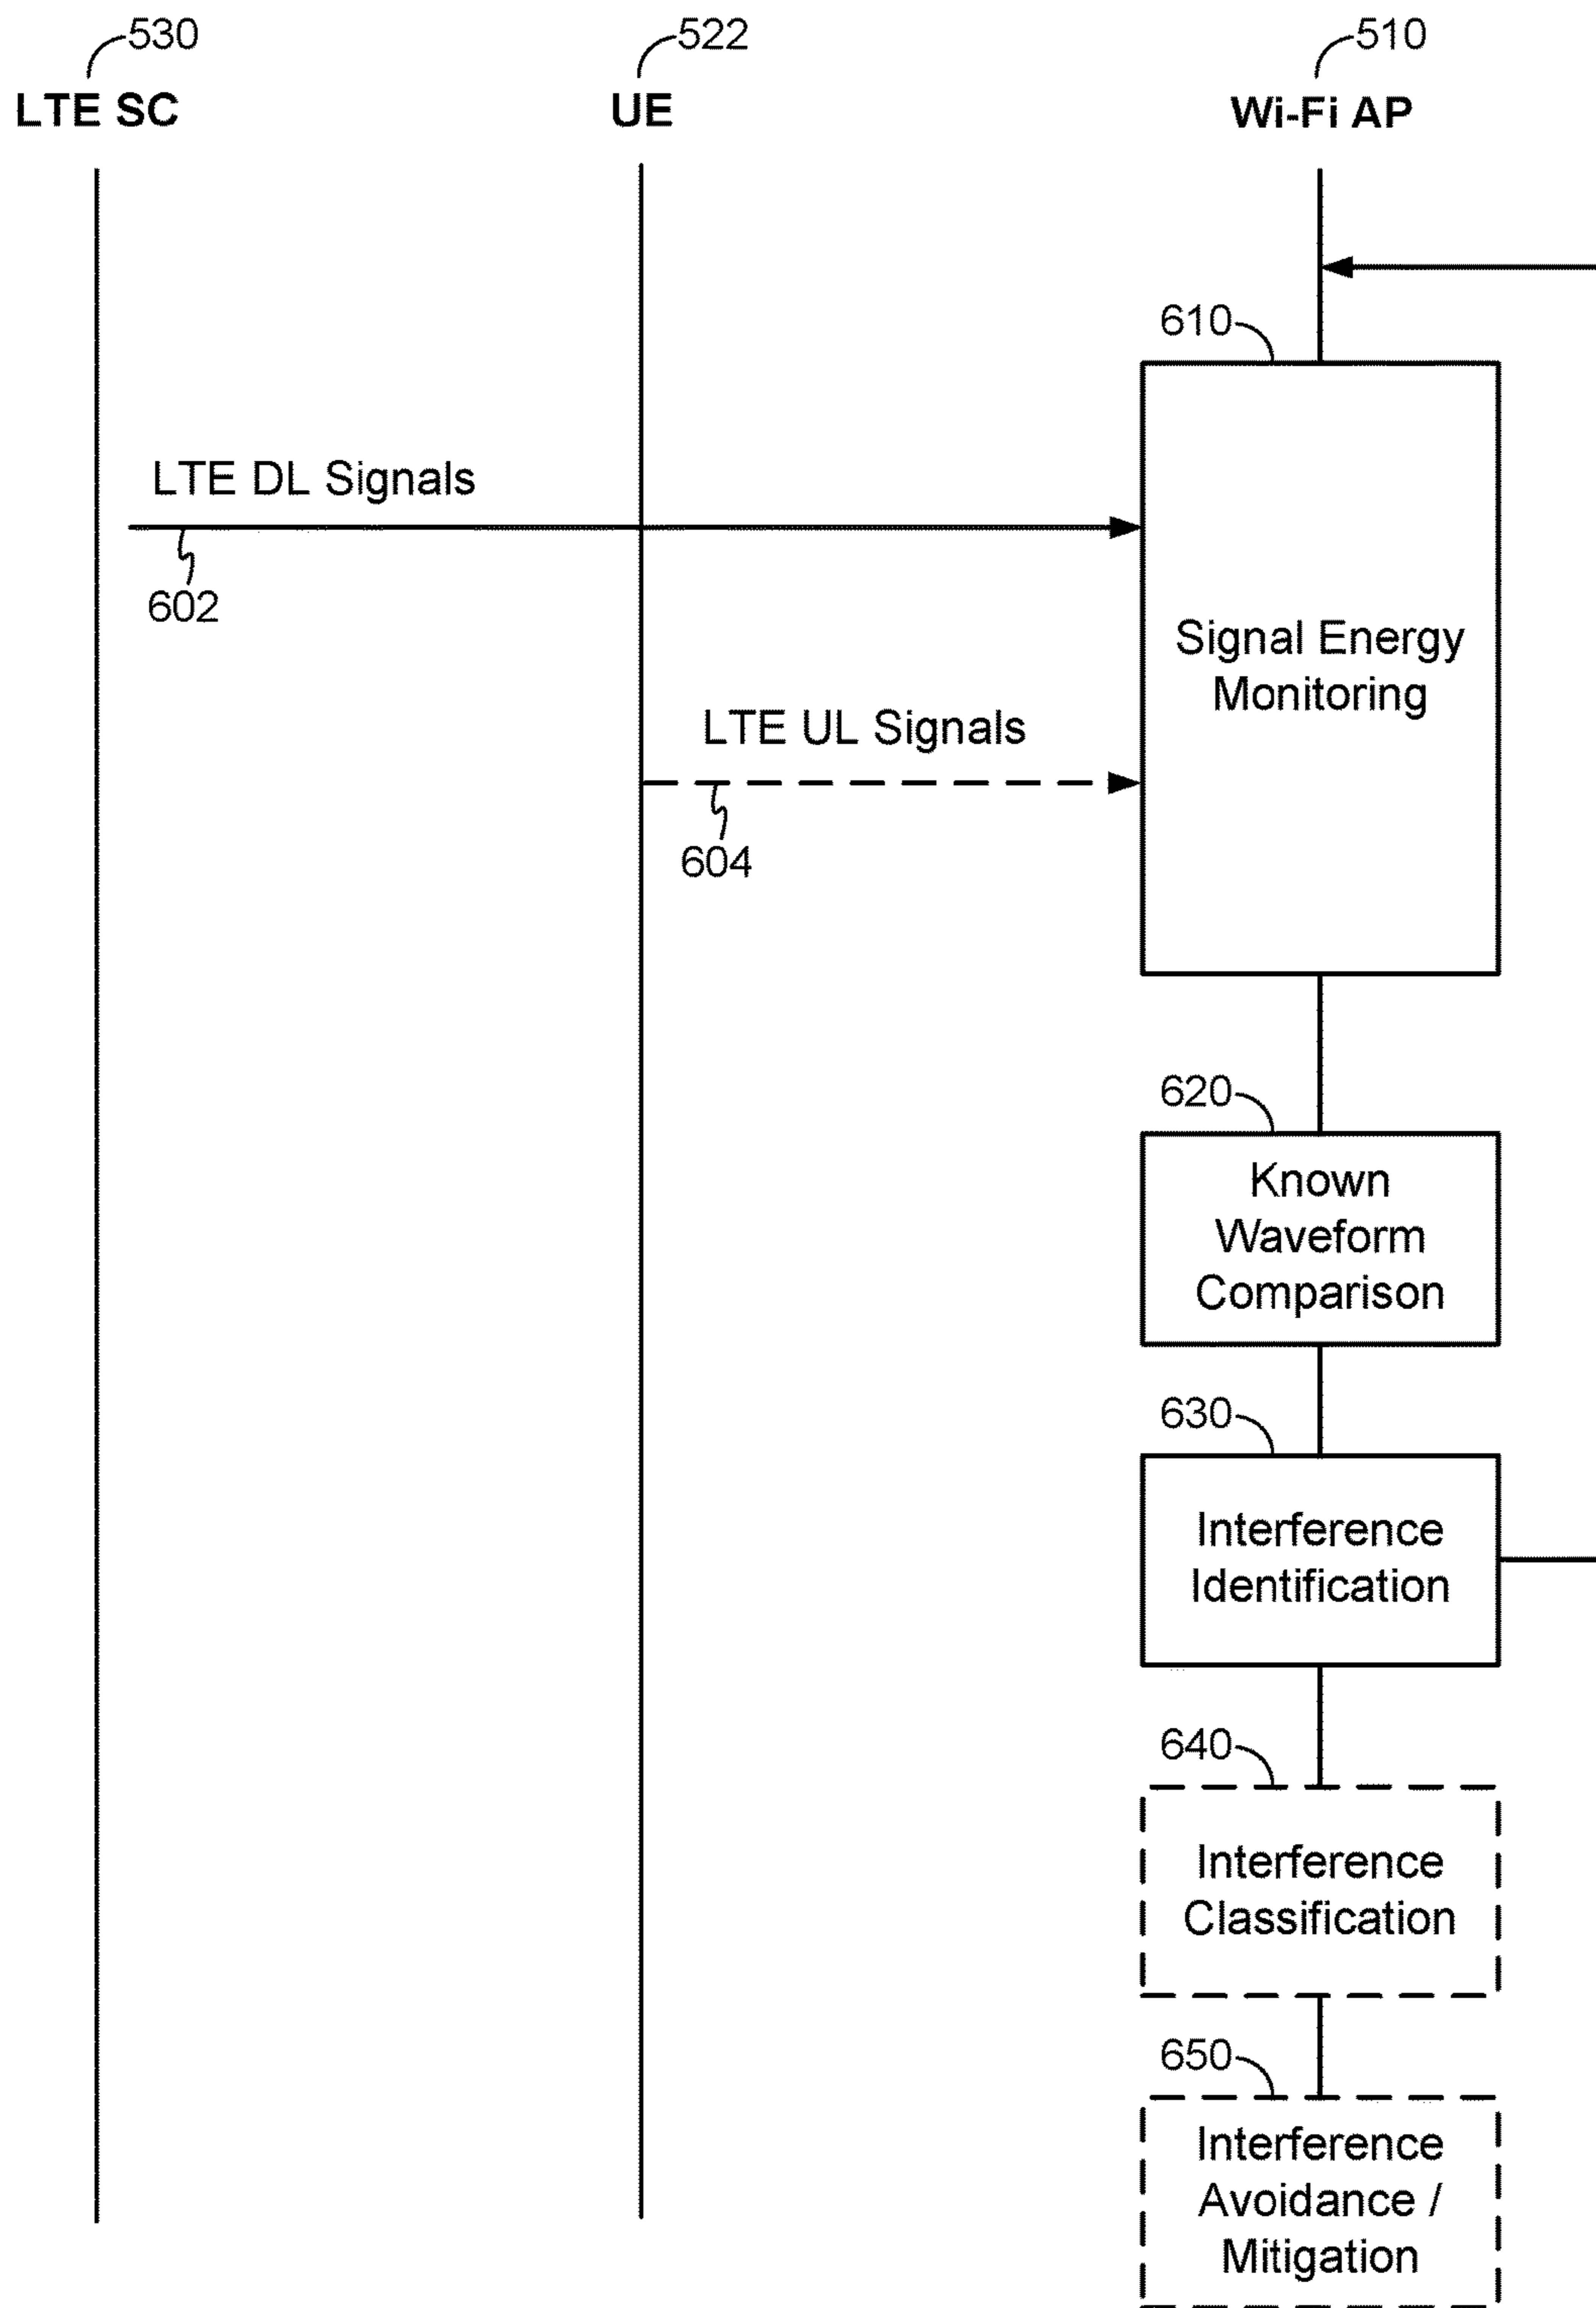 530
522
510
LTE SC
UE
Wi-Fi AP
610
LTE DL Signals
602
Signal Energy
Monitoring
LTE UL Signals
604
620
Known
Waveform
Comparison
630
Interference
Identification
640
Interference
Classification
650
Interference
Avoidance /
Mitigation